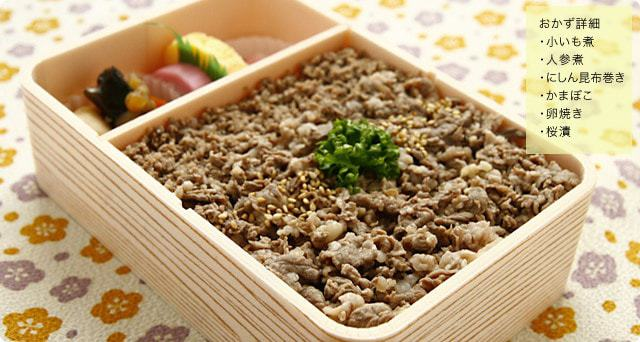 おかず詳細
・小いも煮
・人参煮
・にしん昆布巻き
・かまぼこ
・卵焼き
・桜漬